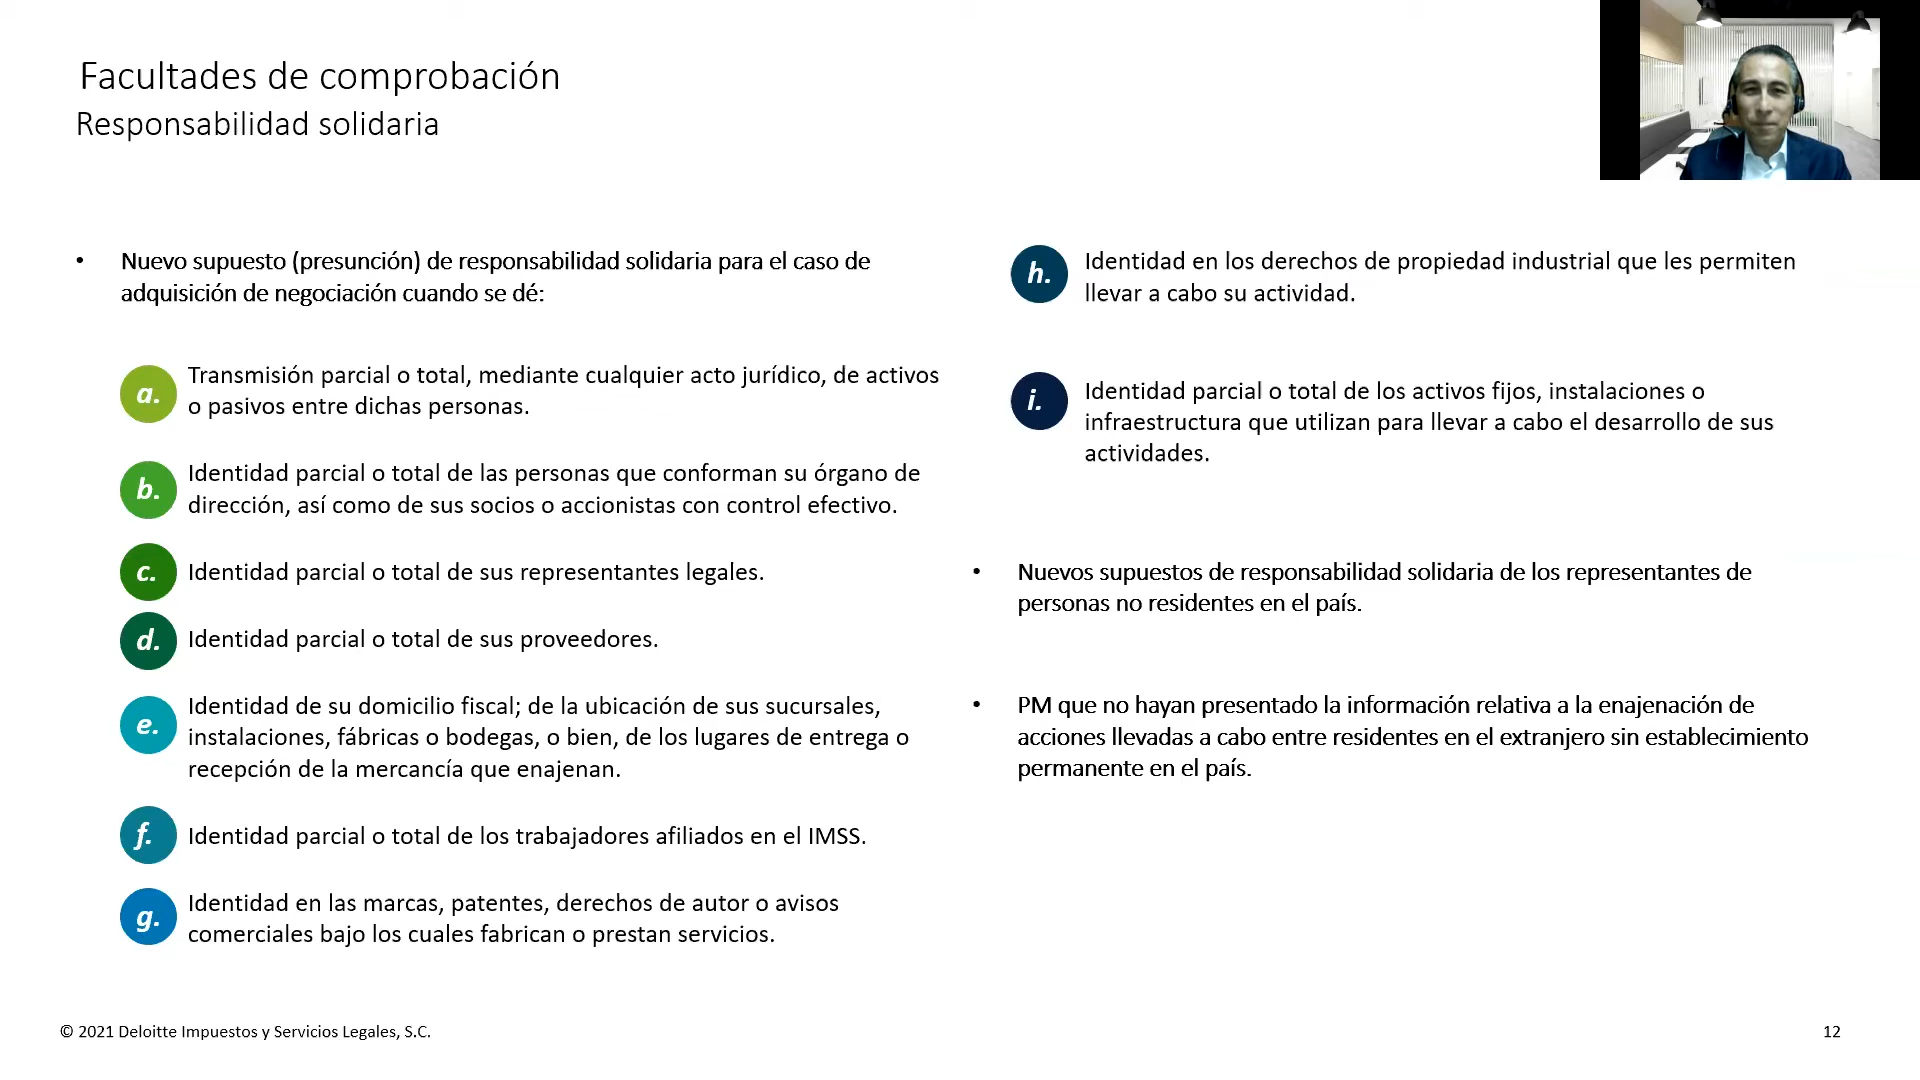 Facultades de comprobación
Responsabilidad solidaria
• Nuevo supuesto (presunción) de responsabilidad solidaria para el caso de
adquisición de negociación cuando se dé:
a. Transmisión parcial o total, mediante cualquier acto jurídico, de activos
o pasivos entre dichas personas.
b. Identidad parcial o total de las personas que conforman su órgano de
dirección, así como de sus socios o accionistas con control efectivo.
c. Identidad parcial o total de sus representantes legales.
d. Identidad parcial o total de sus proveedores.
e. Identidad de su domicilio fiscal; de la ubicación de sus sucursales,
instalaciones, fábricas o bodegas, o bien, de los lugares de entrega o
recepción de la mercancía que enajenan.
f. Identidad parcial o total de los trabajadores afiliados en el IMSS.
g. Identidad en las marcas, patentes, derechos de autor o avisos
comerciales bajo los cuales fabrican o prestan servicios.
h. Identidad en los derechos de propiedad industrial que les permiten
llevar a cabo su actividad.
i. Identidad parcial o total de los activos fijos, instalaciones o
infraestructura que utilizan para llevar a cabo el desarrollo de sus
actividades.
• Nuevos supuestos de responsabilidad solidaria de los representantes de
personas no residentes en el país.
• PM que no hayan presentado la información relativa a la enajenación de
acciones llevadas a cabo entre residentes en el extranjero sin establecimiento
permanente en el país.
© 2021 Deloitte Impuestos y Servicios Legales, S.C.
12